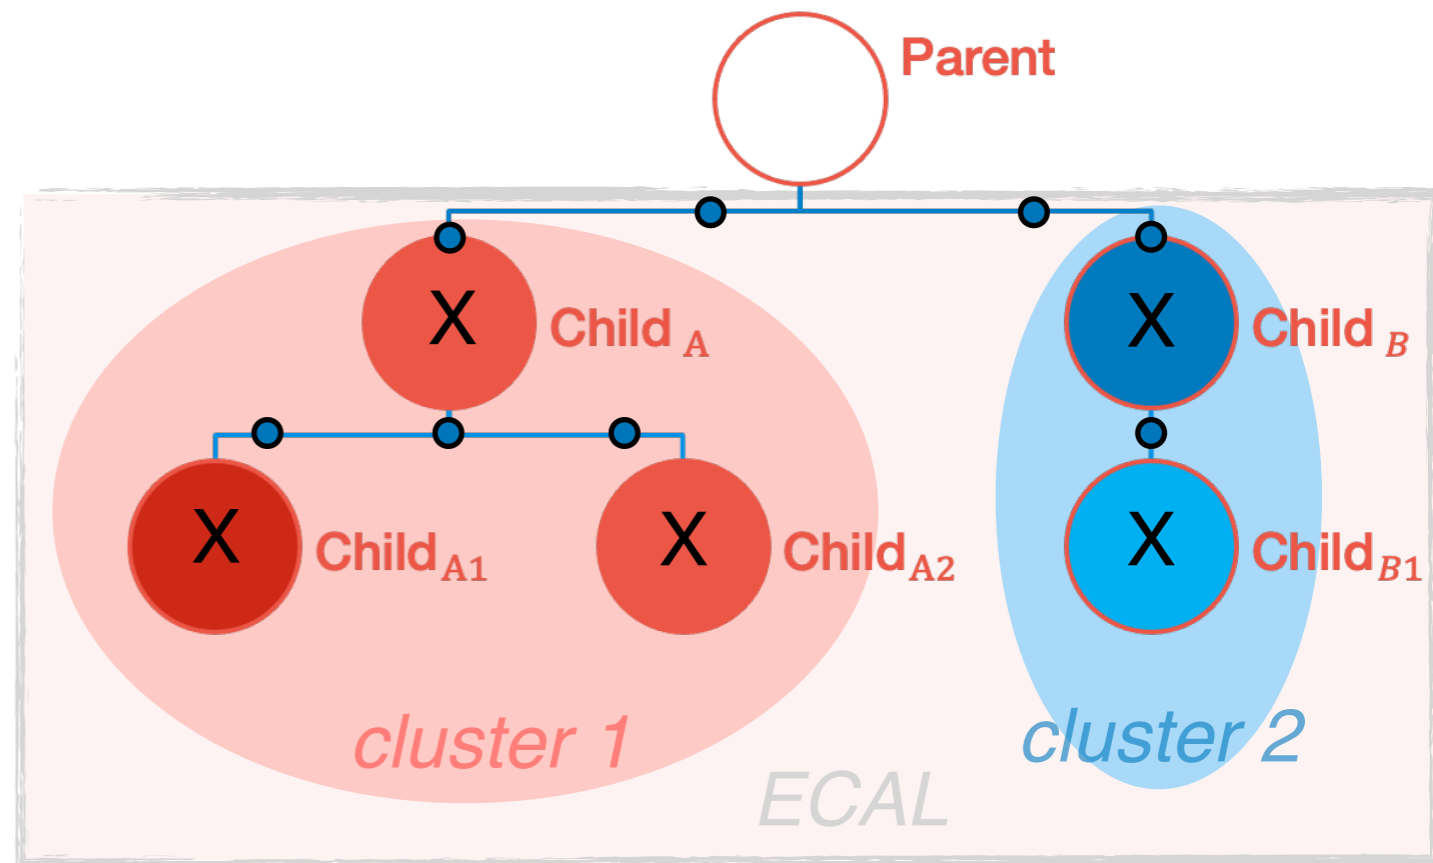 Parent
X
Child A
X
Child B
X
Child A1
X
Child A2
X
Child B1
cluster 1
cluster 2
ECAL